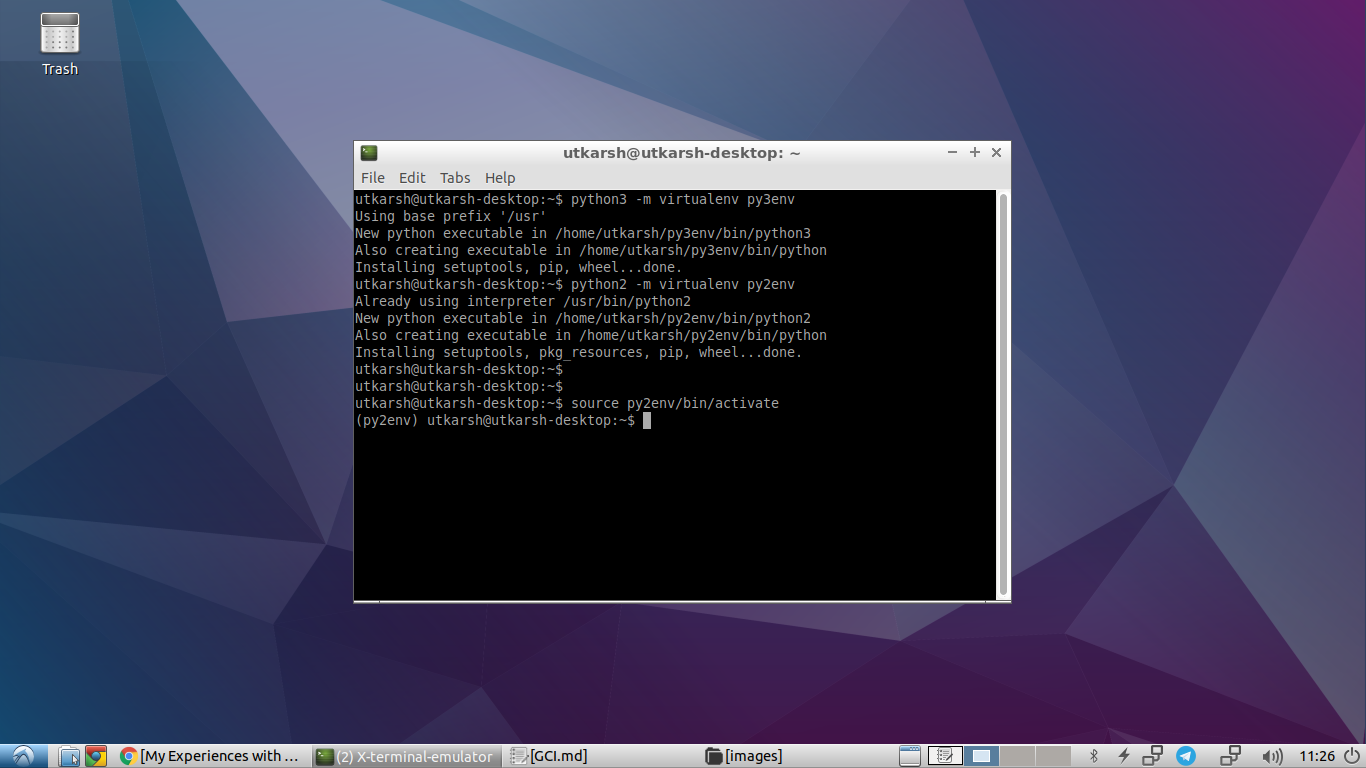 Trash
utkarsh@utkarsh-desktop: ~
File Edit Tabs Help
utkarsh@utkarsh-desktop:~$ python3 -m virtualenv py3env
Using base prefix '/usr'
New python executable in /home/utkarsh/py3env/bin/python3
Also creating executable in /home/utkarsh/py3env/bin/python
Installing setuptools, pip, wheel...done.
utkarsh@utkarsh-desktop:~$ python2 -m virtualenv py2env
Already using interpreter /usr/bin/python2
New python executable in /home/utkarsh/py2env/bin/python2
Also creating executable in /home/utkarsh/py2env/bin/python
Installing setuptools, pkg_resources, pip, wheel...done.
utkarsh@utkarsh-desktop:~$
utkarsh@utkarsh-desktop:~$
utkarsh@utkarsh-desktop:~$ source py2env/bin/activate
(py2env) utkarsh@utkarsh-desktop:~$
[My Experiences with ... (2) X-terminal-emulator [GCI.md] [images] 11:26